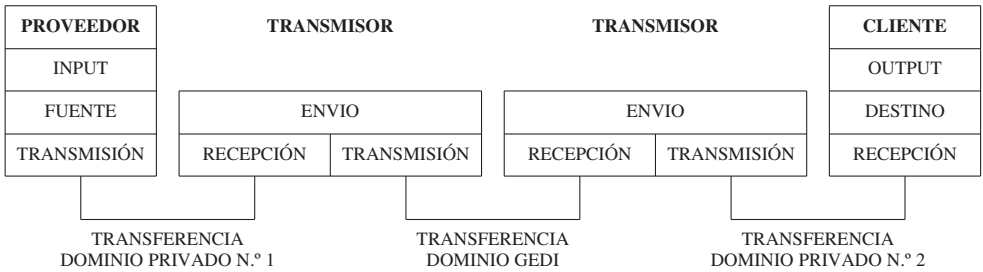 PROVEEDOR TRANSMISOR TRANSMISOR CLIENTE
INPUT OUTPUT
FUENTE ENVIO ENVIO DESTINO
TRANSMISIÓN RECEPCIÓN TRANSMISIÓN RECEPCIÓN TRANSMISIÓN RECEPCIÓN
TRANSFERENCIA
DOMINIO PRIVADO N.º 1
TRANSFERENCIA
DOMINIO GEDI
TRANSFERENCIA
DOMINIO PRIVADO N.º 2